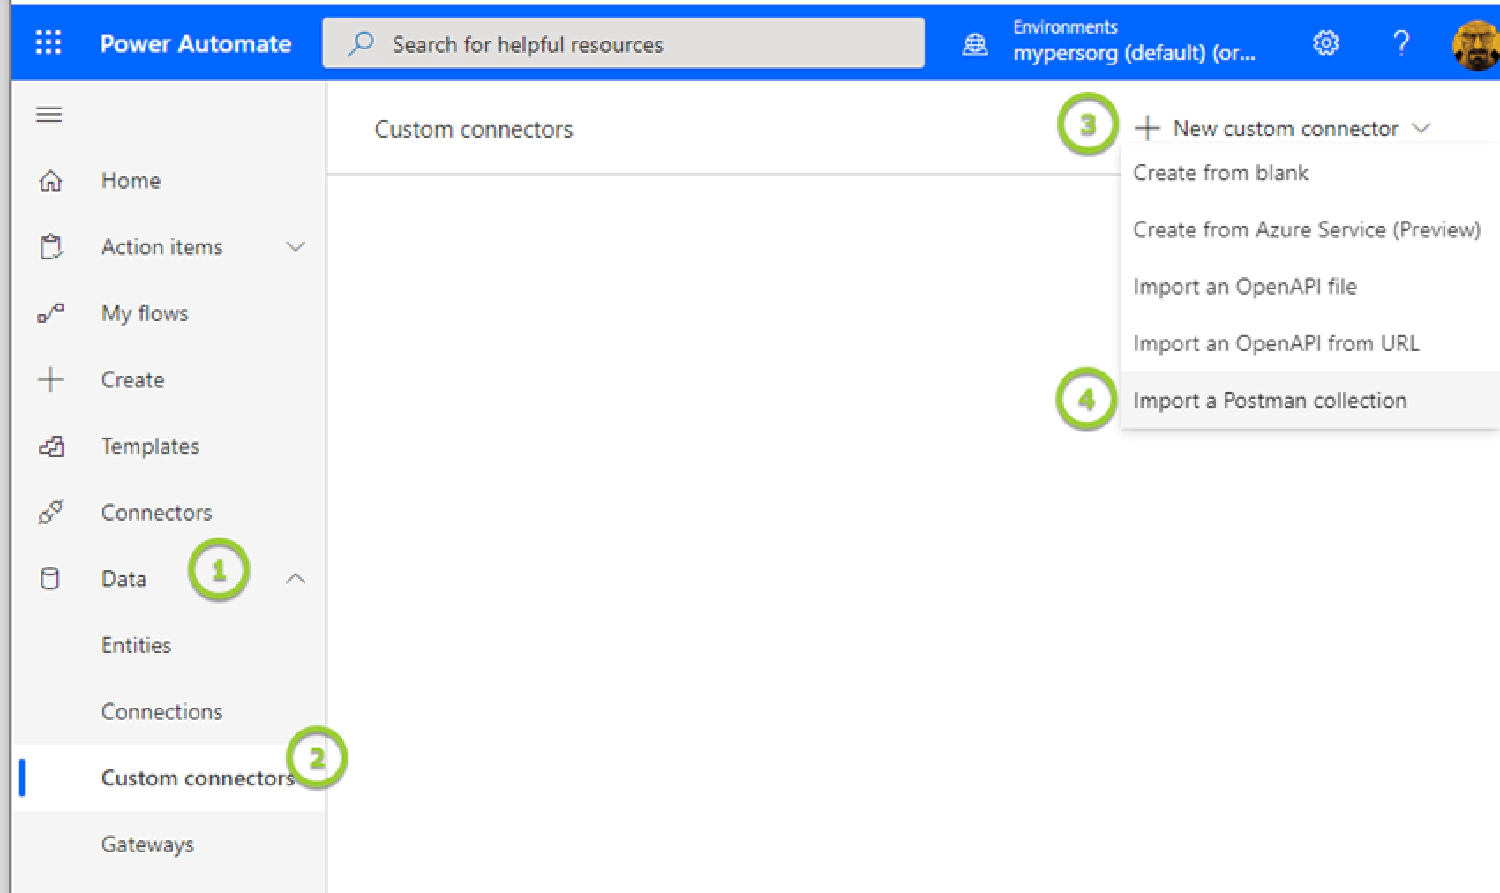 Power Automate
Search for helpful resources
Environments
mypersorg (default) (or...
?
Custom connectors
3
New custom connector
Create from blank
Create from Azure Service (Preview)
Import an OpenAPI file
Import an OpenAPI from URL
4
Import a Postman collection
Home
Action items
My flows
Create
Templates
Connectors
Data
1
Entities
Connections
Custom connectors
2
Gateways